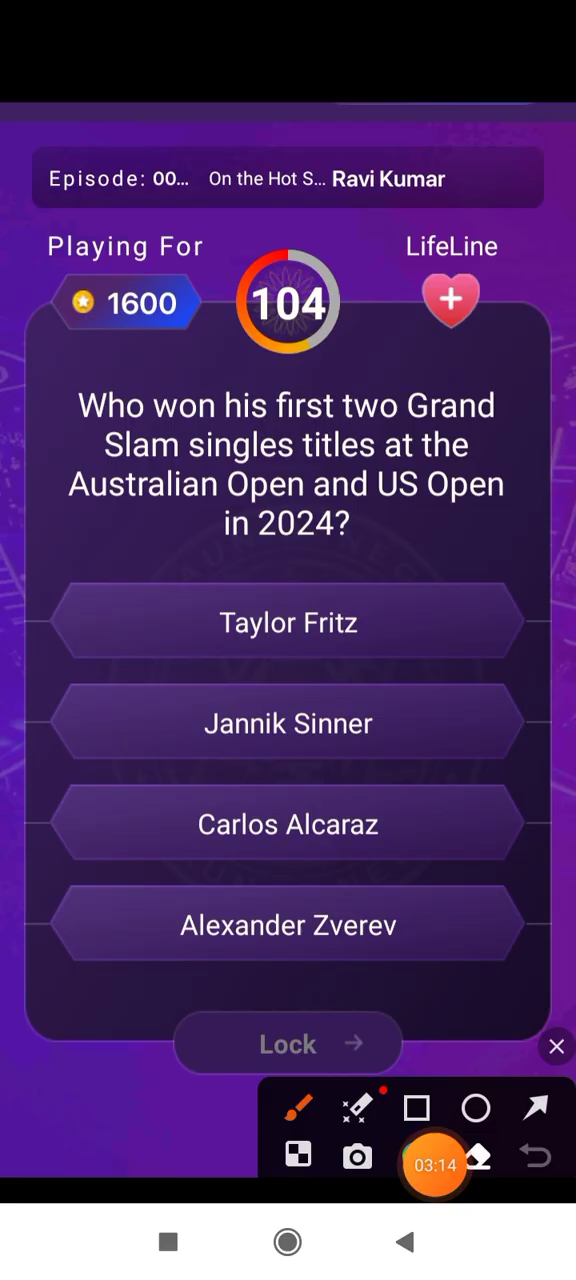 Episode: 00... On the Hot S... Ravi Kumar
Playing For
LifeLine
1600
104
Who won his first two Grand
Slam singles titles at the
Australian Open and US Open
in 2024?
Taylor Fritz
Jannik Sinner
Carlos Alcaraz
Alexander Zverev
Lock
03:14